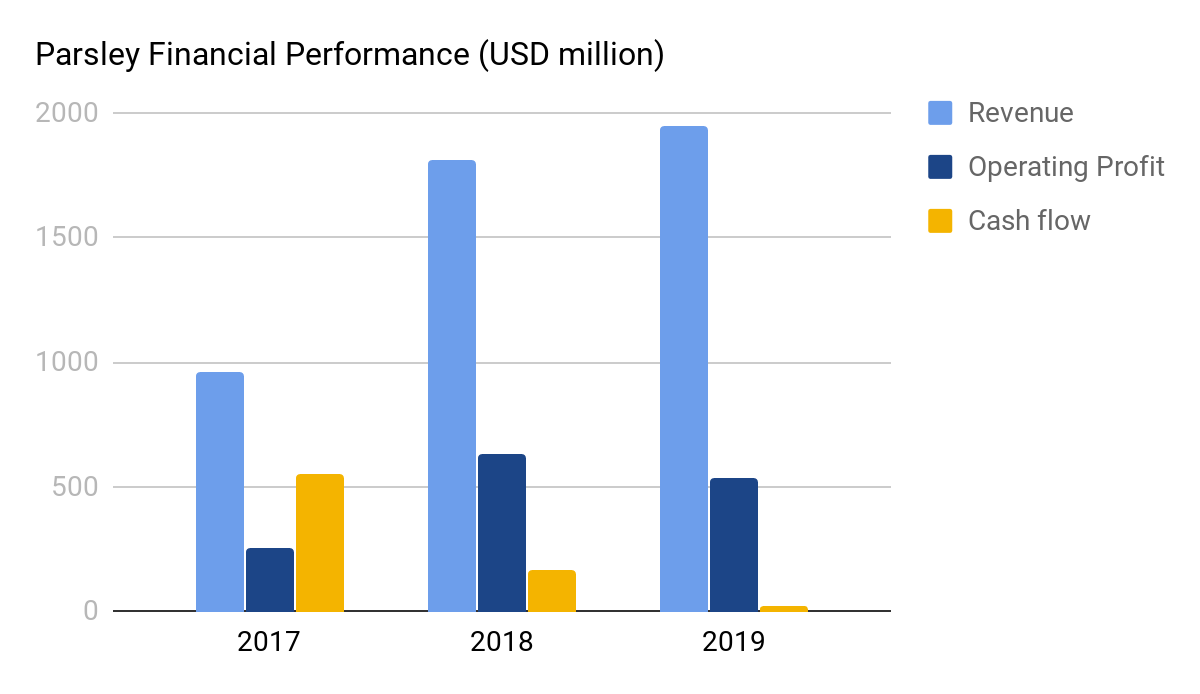 Parsley Financial Performance (USD million)
2000
1500
1000
500
0
2017 2018 2019
Revenue
Operating Profit
Cash flow